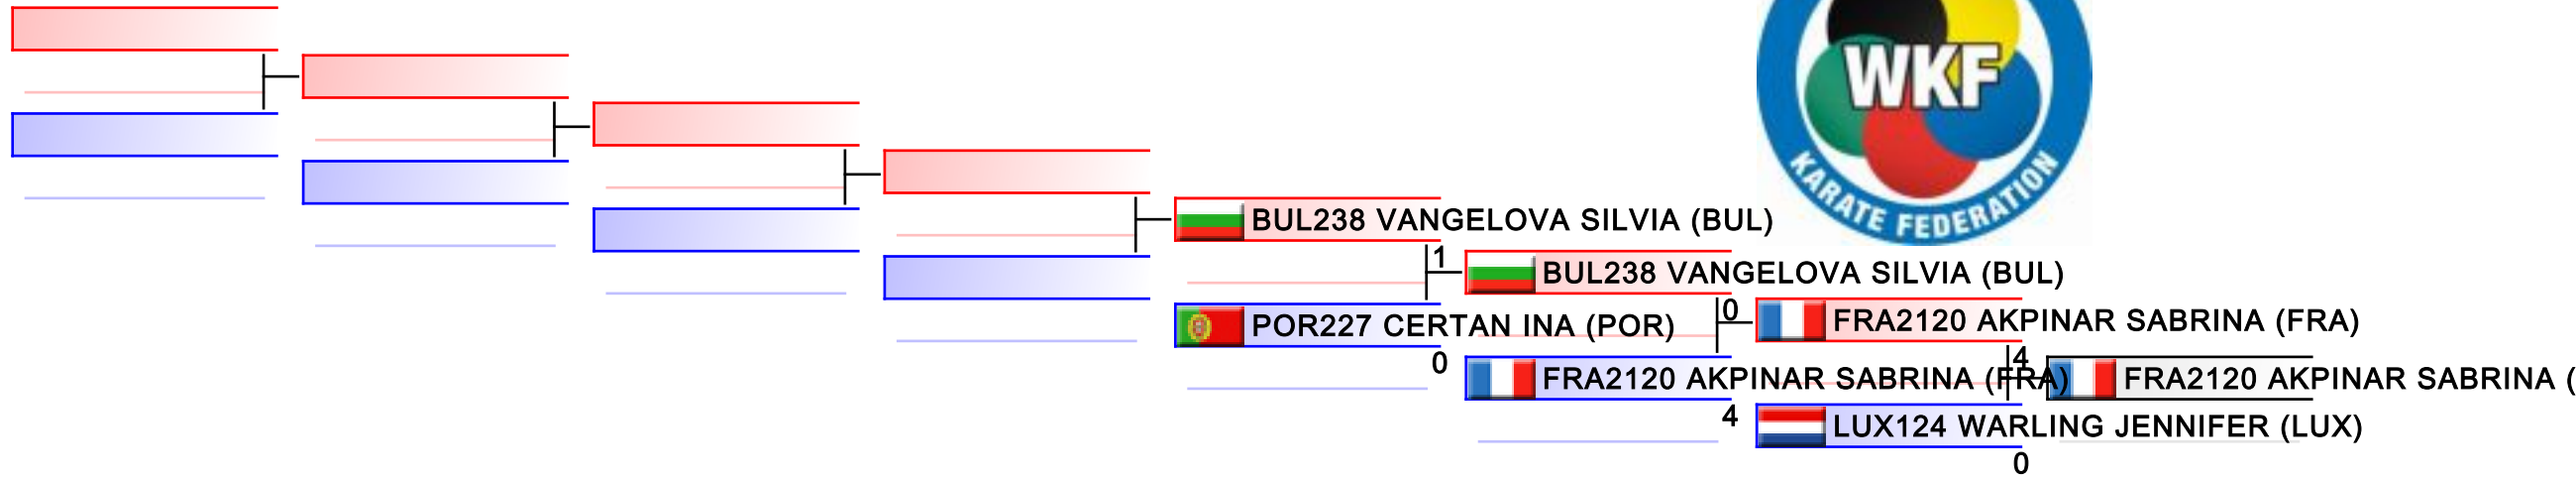 WKF
KARATE FEDERATION
BUL238 VANGELOVA SILVIA (BUL)
1
BUL238 VANGELOVA SILVIA (BUL)
0
POR227 CERTAN INA (POR)
0
FRA2120 AKPINAR SABRINA (FRA)
4
FRA2120 AKPINAR SABRINA (FRA)
4
FRA2120 AKPINAR SABRINA (
LUX124 WARLING JENNIFER (LUX)
0